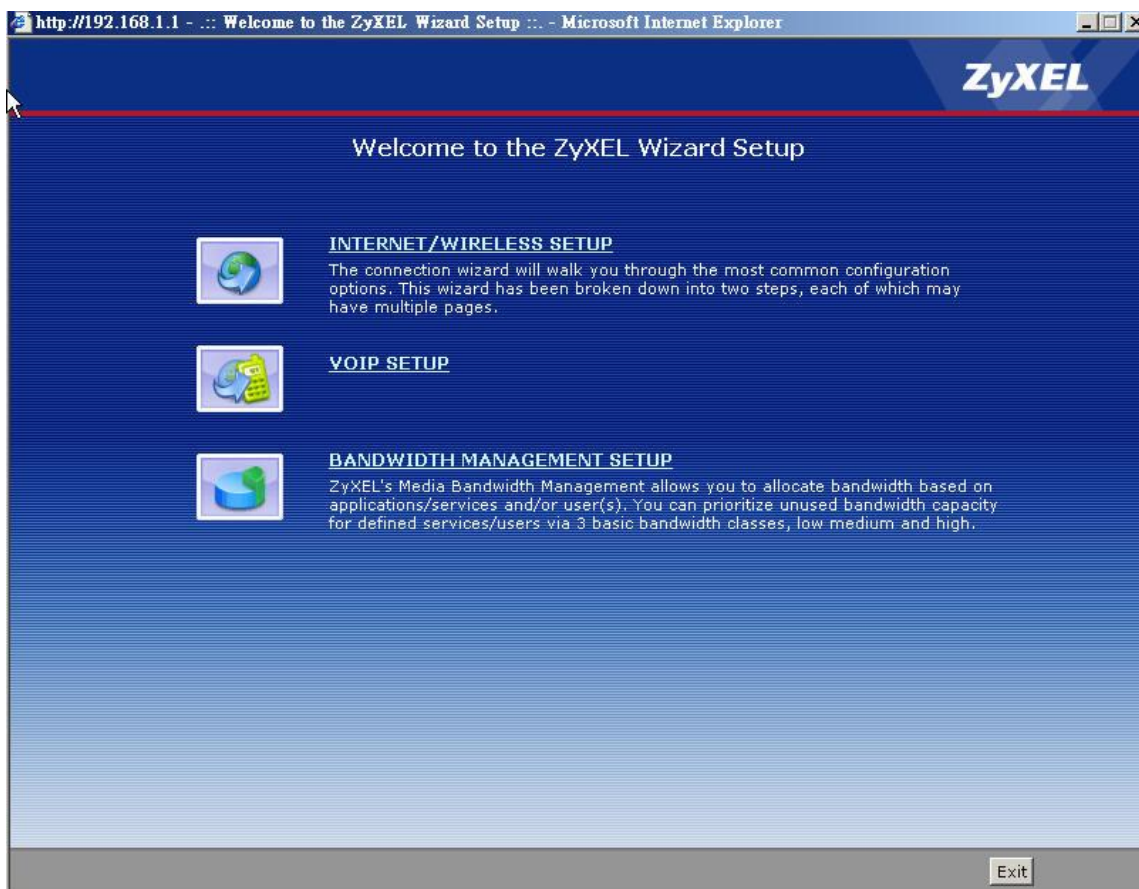 http://192.168.1.1 - .:: Welcome to the ZyXEL Wizard Setup ::. - Microsoft Internet Explorer
ZyXEL
Welcome to the ZyXEL Wizard Setup
INTERNET/WIRELESS SETUP
The connection wizard will walk you through the most common configuration
options. This wizard has been broken down into two steps, each of which may
have multiple pages.
VOIP SETUP
BANDWIDTH MANAGEMENT SETUP
ZyXEL's Media Bandwidth Management allows you to allocate bandwidth based on
applications/services and/or user(s). You can prioritize unused bandwidth capacity
for defined services/users via 3 basic bandwidth classes, low medium and high.
Exit